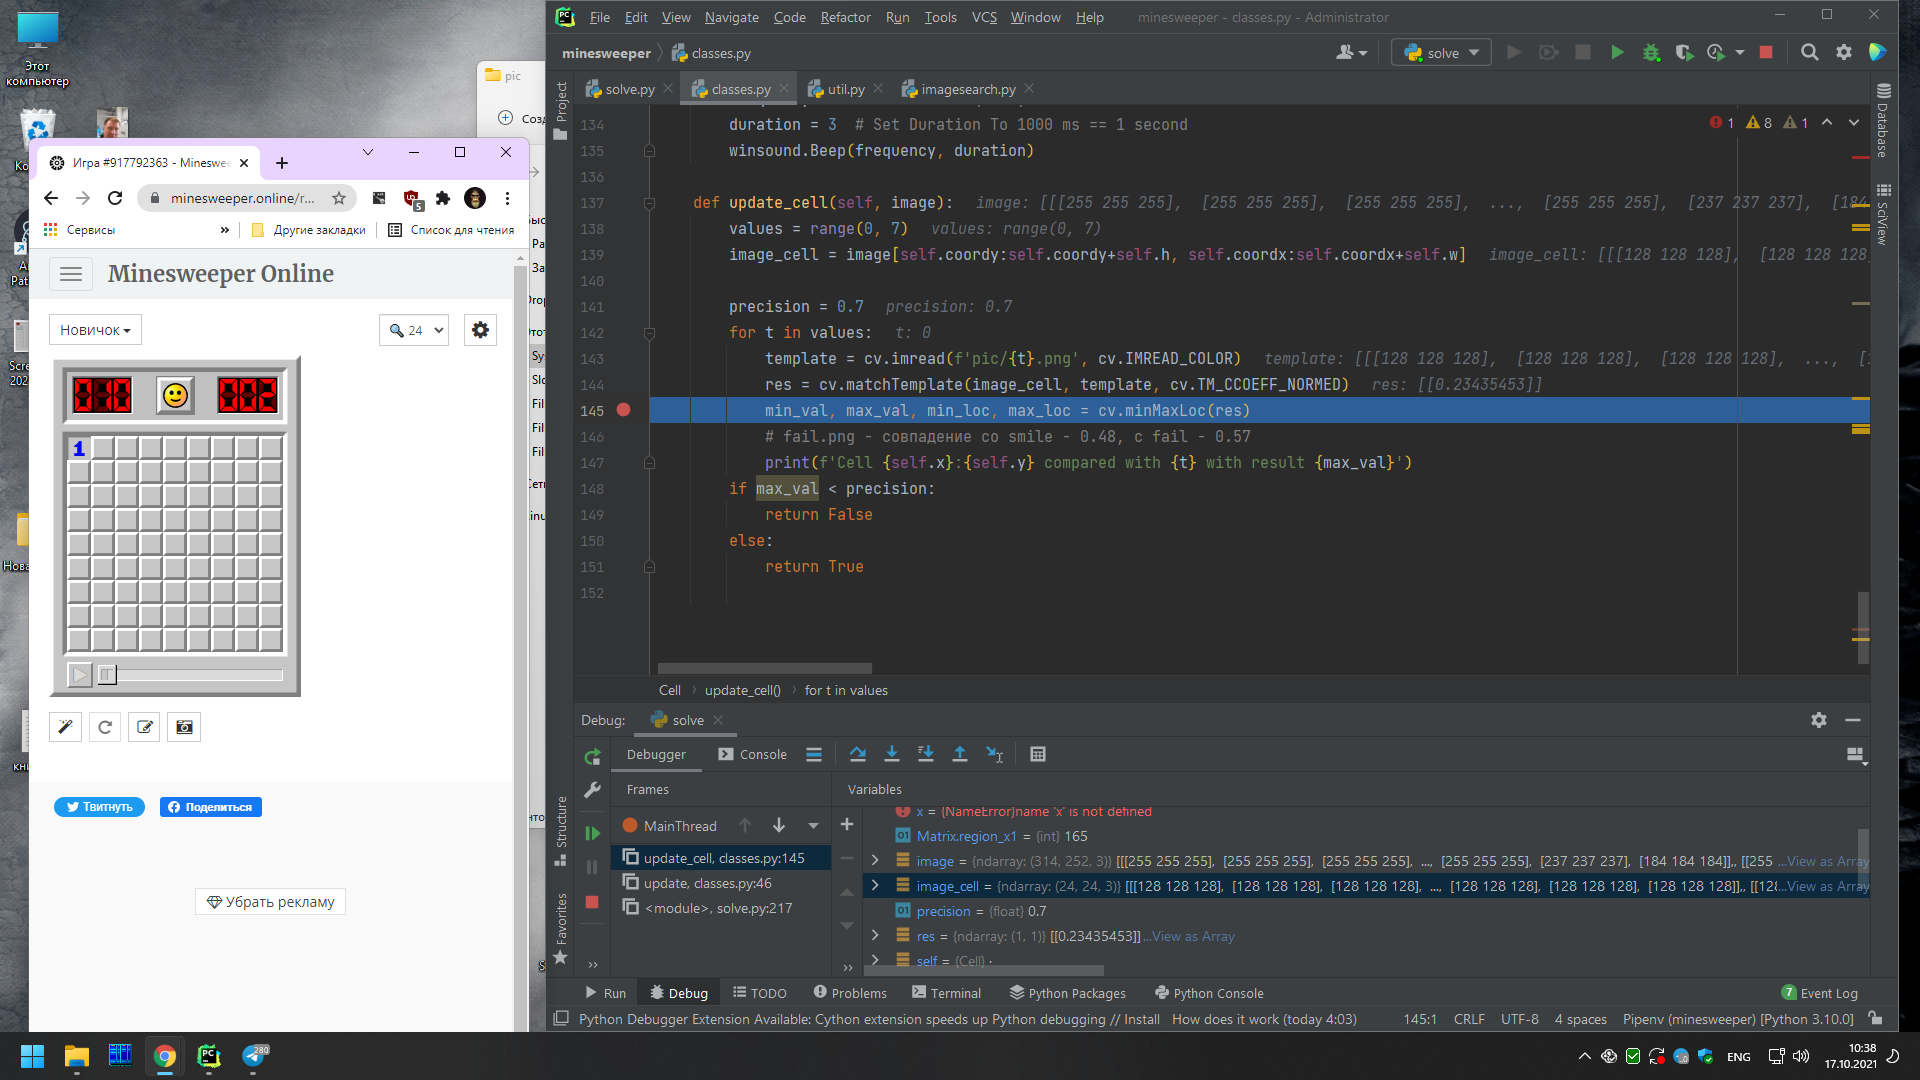 Этот
компьютер
pic
Игра #917792363 - Mineswee
minesweeper.online/r...
5
Сервисы
»
Другие закладки
Список для чтения
Minesweeper Online
Новичок
24
1
Твитнуть
Поделиться
Убрать рекламу
File Edit View Navigate Code Refactor Run Tools VCS Window Help
minesweeper - classes.py - Administrator
minesweeper
classes.py
solve
Project
solve.py
classes.py
util.py
imagesearch.py
1 8 1
Database
SciView
134 duration = 3 # Set Duration To 1000 ms == 1 second
135 winsound.Beep(frequency, duration)
136
137 def update_cell(self, image): image: [[[255 255 255], [255 255 255], [255 255 255], ..., [255 255 255], [237 237 237], [184
138 values = range(0, 7) values: range(0, 7)
139 image_cell = image[self.coordy:self.coordy+self.h, self.coordx:self.coordx+self.w] image_cell: [[[128 128 128], [128 128 128
140
141 precision = 0.7 precision: 0.7
142 for t in values: t: 0
143 template = cv.imread(f'pic/{t}.png', cv.IMREAD_COLOR) template: [[[128 128 128], [128 128 128], [128 128 128], ..., [1
144 res = cv.matchTemplate(image_cell, template, cv.TM_CCOEFF_NORMED) res: [[0.23435453]]
145 min_val, max_val, min_loc, max_loc = cv.minMaxLoc(res)
146 # fail.png - совпадение со smile - 0.48, с fail - 0.57
147 print(f'Cell {self.x}:{self.y} compared with {t} with result {max_val}')
148 if max_val < precision:
149 return False
150 else:
151 return True
152
Cell
update_cell()
for t in values
Debug:
solve
Debugger
Console
Frames
Variables
MainThread
update_cell, classes.py:145
update, classes.py:46
<module>, solve.py:217
x = {NameError}name 'x' is not defined
Matrix.region_x1 = {int} 165
image = {ndarray: (314, 252, 3)} [[[255 255 255], [255 255 255], [255 255 255], ..., [255 255 255], [237 237 237], [184 184 184]],, [[255 ...View as Array
image_cell = {ndarray: (24, 24, 3)} [[[128 128 128], [128 128 128], [128 128 128], ..., [128 128 128], [128 128 128], [128 128 128]],, [[128 ...View as Array
precision = {float} 0.7
res = {ndarray: (1, 1)} [[0.23435453]] ...View as Array
self = {Cell} .
Structure
Favorites
Run
Debug
TODO
Problems
Terminal
Python Packages
Python Console
7 Event Log
Python Debugger Extension Available: Cython extension speeds up Python debugging // Install How does it work (today 4:03)
145:1 CRLF UTF-8 4 spaces Pipenv (minesweeper) [Python 3.10.0]
280
ENG
10:38
17.10.2021